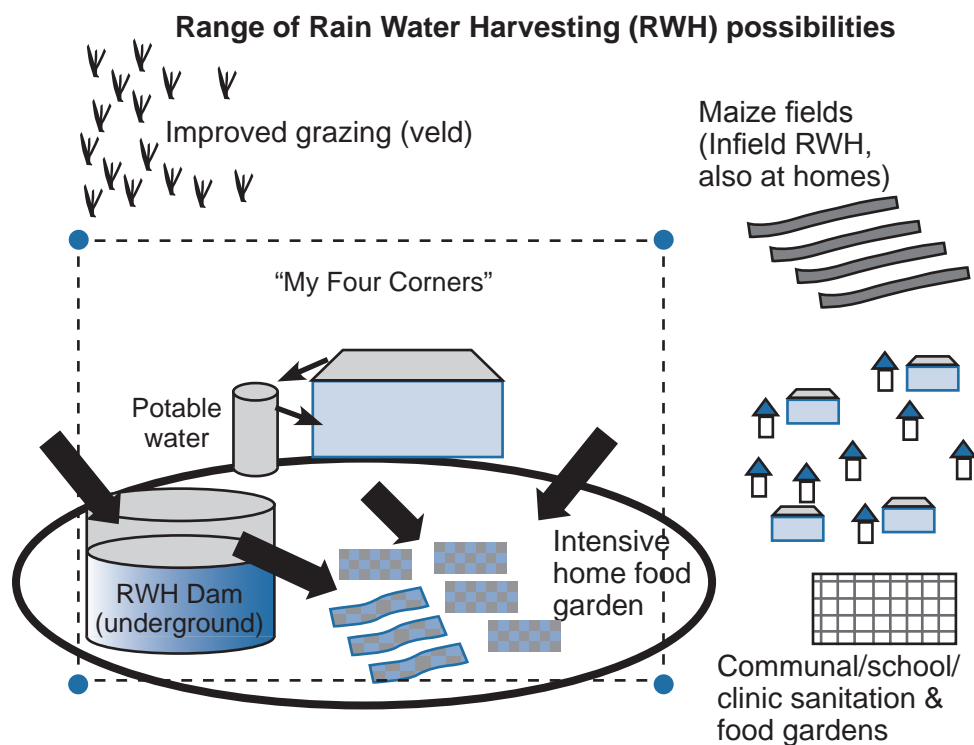 Range of Rain Water Harvesting (RWH) possibilities
Improved grazing (veld)
Maize fields
(Infield RWH,
also at homes)
“My Four Corners”
Potable
water
RWH Dam
(underground)
Intensive
home food
garden
Communal/school/
clinic sanitation &
food gardens